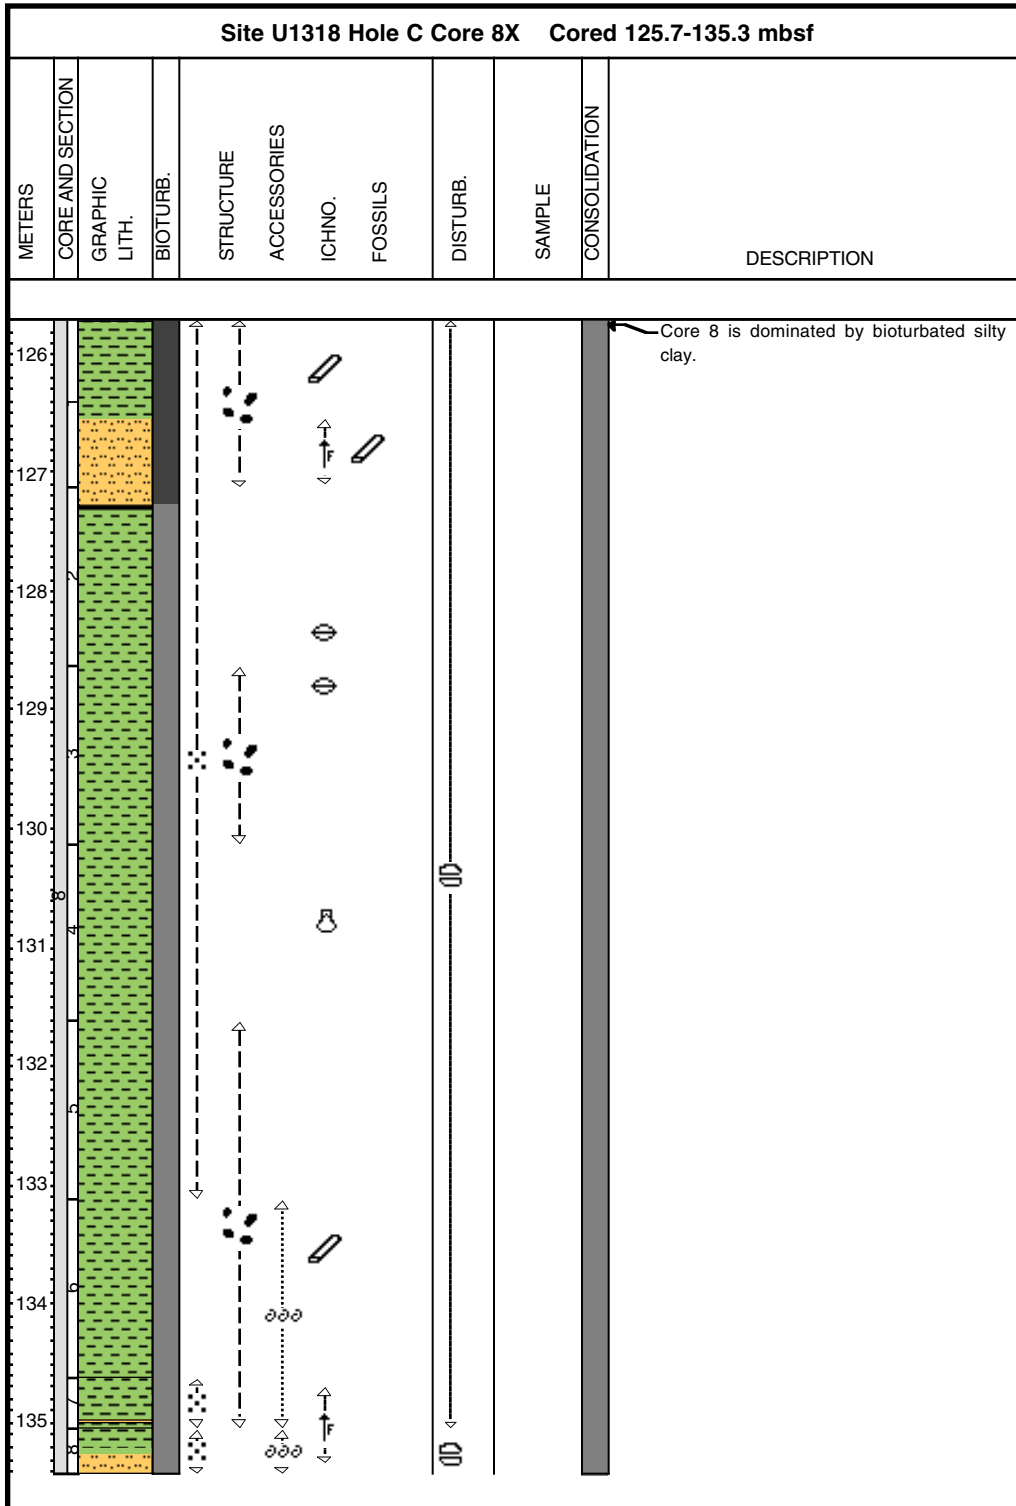 Site U1318 Hole C Core 8X Cored 125.7-135.3 mbsf
METERS
CORE AND SECTION
GRAPHIC
LITH.
BIOTURB.
STRUCTURE
ACCESSORIES
ICHNO.
FOSSILS
DISTURB.
SAMPLE
CONSOLIDATION
DESCRIPTION
Core 8 is dominated by bioturbated silty
clay.
126
F
127
2
128
129
3
130
8
4
131
132
5
133
6
134
7
135
F
8